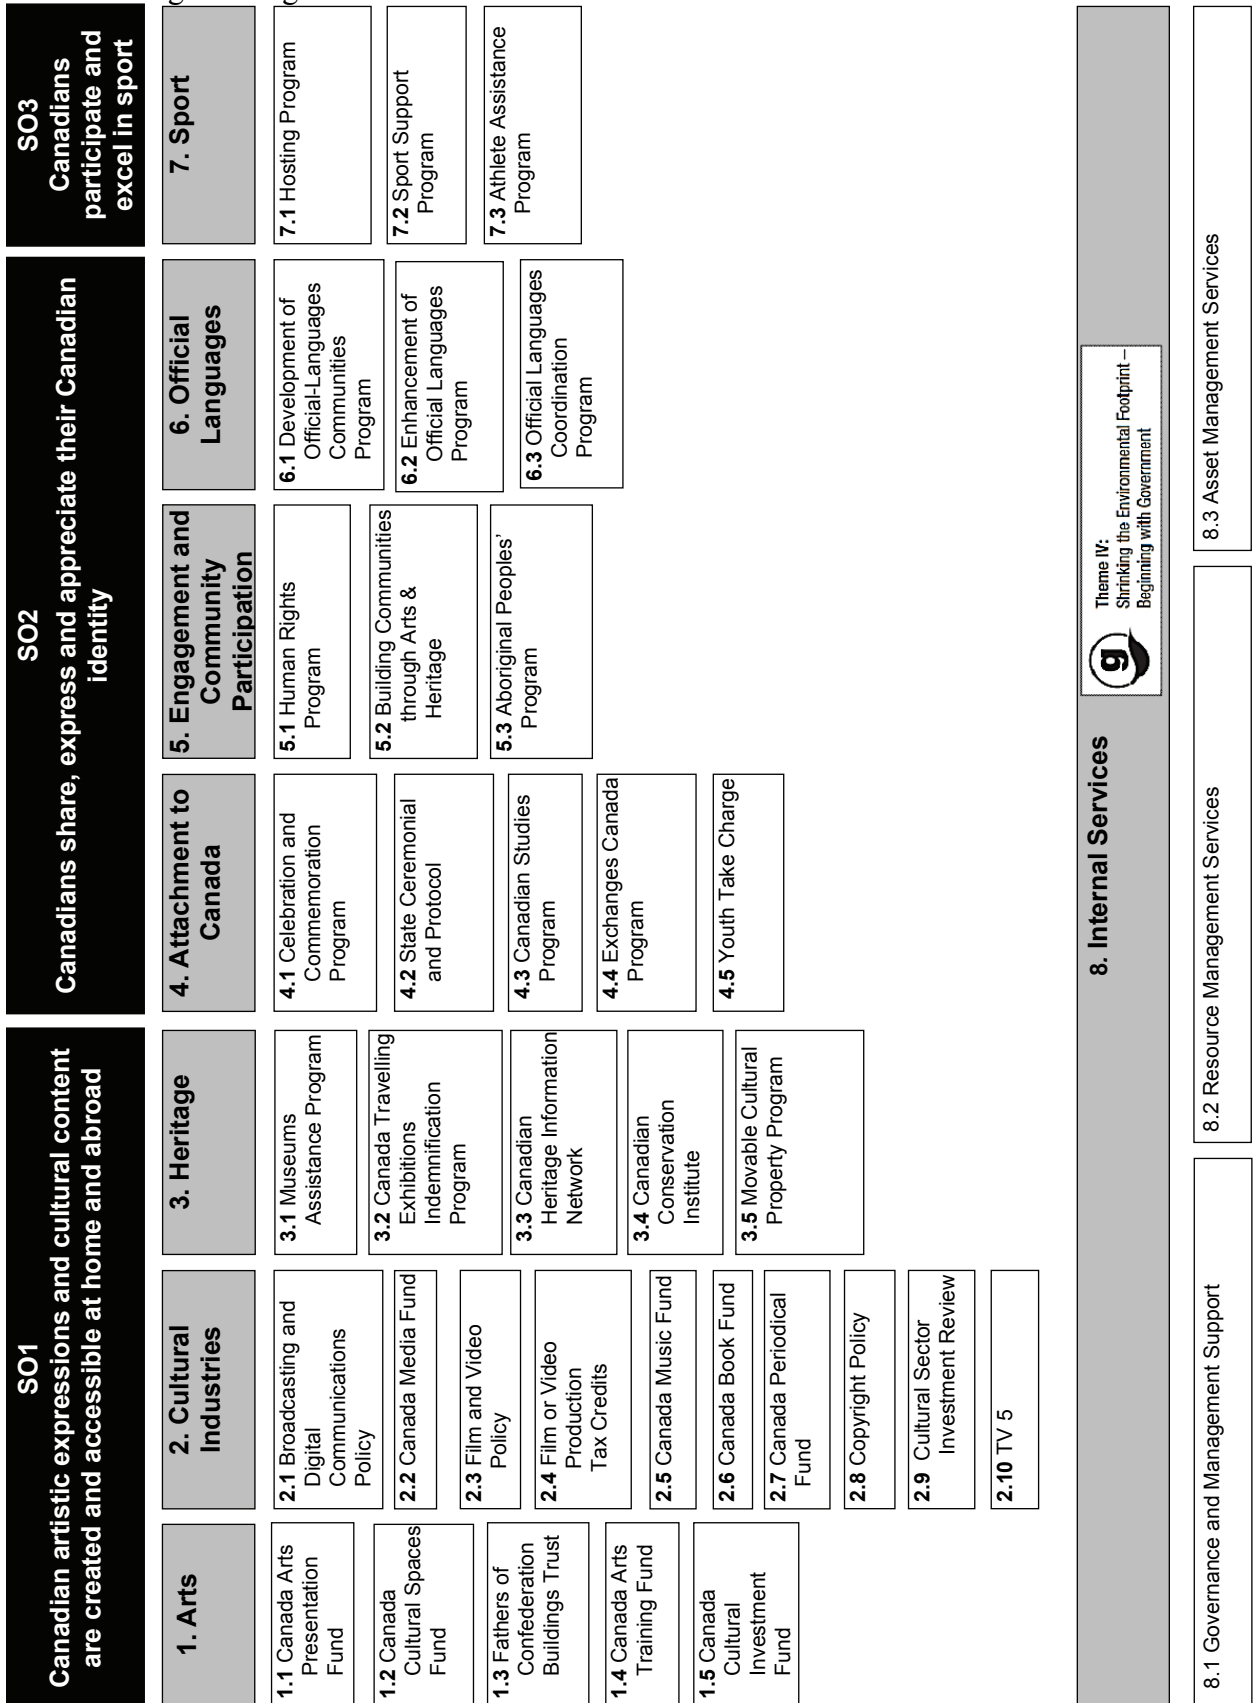 SO1
Canadian artistic expressions and cultural content
are created and accessible at home and abroad
SO2
Canadians share, express and appreciate their Canadian
identity
SO3
Canadians
participate and
excel in sport
1. Arts
2. Cultural
Industries
3. Heritage
4. Attachment to
Canada
5. Engagement and
Community
Participation
6. Official
Languages
7. Sport
1.1 Canada Arts
Presentation
Fund
1.2 Canada
Cultural Spaces
Fund
1.3 Fathers of
Confederation
Buildings Trust
1.4 Canada Arts
Training Fund
1.5 Canada
Cultural
Investment
Fund
2.1 Broadcasting and
Digital
Communications
Policy
2.2 Canada Media Fund
2.3 Film and Video
Policy
2.4 Film or Video
Production
Tax Credits
2.5 Canada Music Fund
2.6 Canada Book Fund
2.7 Canada Periodical
Fund
2.8 Copyright Policy
2.9 Cultural Sector
Investment Review
2.10 TV 5
3.1 Museums
Assistance Program
3.2 Canada Travelling
Exhibitions
Indemnification
Program
3.3 Canadian
Heritage Information
Network
3.4 Canadian
Conservation
Institute
3.5 Movable Cultural
Property Program
4.1 Celebration and
Commemoration
Program
4.2 State Ceremonial
and Protocol
4.3 Canadian Studies
Program
4.4 Exchanges Canada
Program
4.5 Youth Take Charge
5.1 Human Rights
Program
5.2 Building Communities
through Arts &
Heritage
5.3 Aboriginal Peoples'
Program
6.1 Development of
Official-Languages
Communities
Program
6.2 Enhancement of
Official Languages
Program
6.3 Official Languages
Coordination
Program
7.1 Hosting Program
7.2 Sport Support
Program
7.3 Athlete Assistance
Program
8. Internal Services
g
Theme IV:
Shrinking the Environmental Footprint –
Beginning with Government
8.1 Governance and Management Support
8.2 Resource Management Services
8.3 Asset Management Services